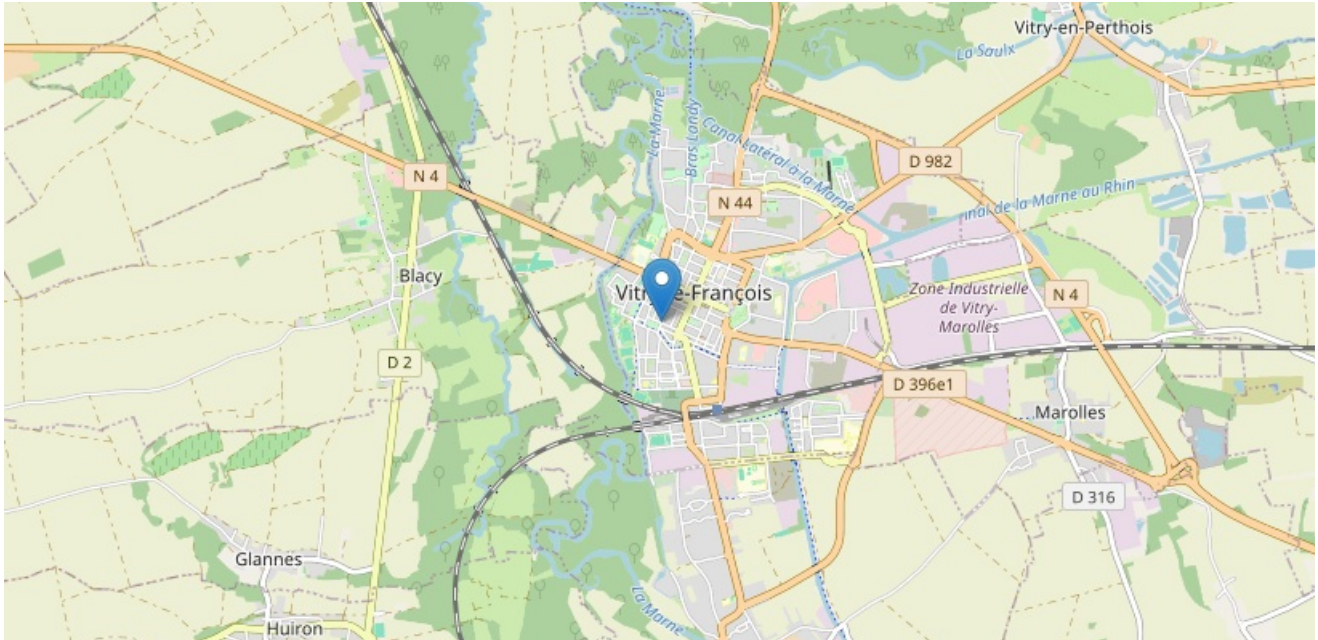 Vitry-en-Perthois
La Saulx
La Marne
Bras Londy
Canal Latéral à la Marne
D 982
N 4
N 44
nal de la Marne au Rhin
Blacy
Vitry-le-François
Zone Industrielle
de Vitry-
Marolles
N 4
D 2
D 396e1
Marolles
D 316
Glannes
La Marne
Huiron